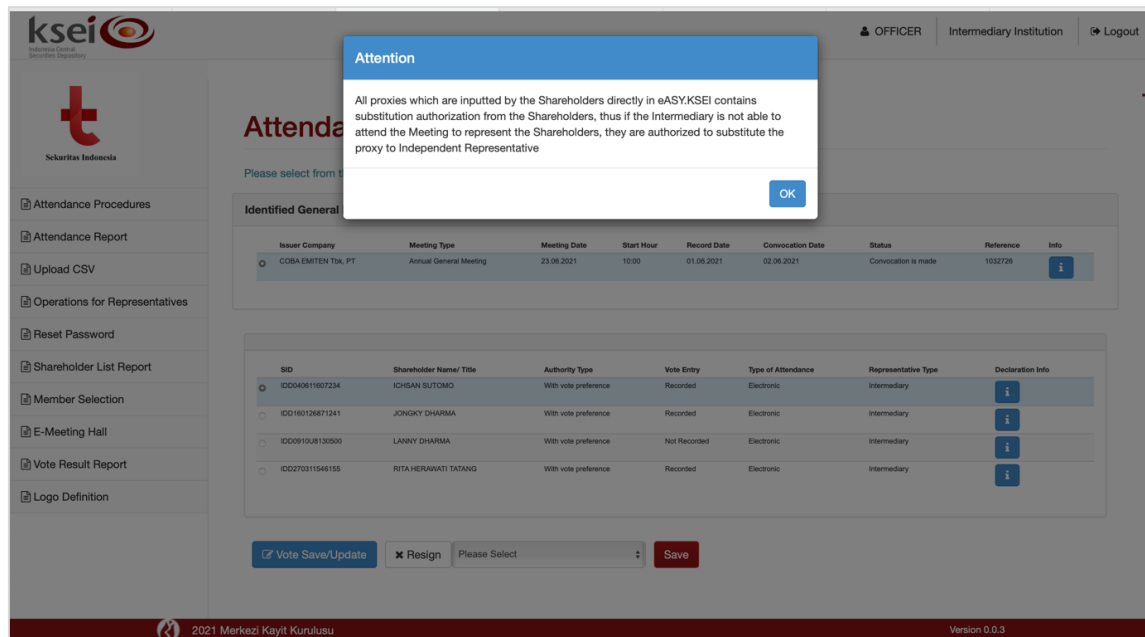 ksei
Indonesia Central
Securities Depository
OFFICER Intermediary Institution Logout
Attention
All proxies which are inputted by the Shareholders directly in eASY.KSEI contains
substitution authorization from the Shareholders, thus if the Intermediary is not able to
attend the Meeting to represent the Shareholders, they are authorized to substitute the
proxy to Independent Representative
OK
t
Sekuritas Indonesia
Attendance Procedures
Attendance Report
Upload CSV
Operations for Representatives
Reset Password
Shareholder List Report
Member Selection
E-Meeting Hall
Vote Result Report
Logo Definition
Attenda
Please select from t
Identified General
Issuer Company Meeting Type Meeting Date Start Hour Record Date Convocation Date Status Reference Info
COBA EMITEN Tbk, PT Annual General Meeting 23.06.2021 10:00 01.06.2021 02.06.2021 Convocation is made 1032726 i
SID Shareholder Name/ Title Authority Type Vote Entry Type of Attendance Representative Type Declaration Info
IDD040611607234 ICHSAN SUTOMO With vote preference Recorded Electronic Intermediary i
IDD160126871241 JONGKY DHARMA With vote preference Recorded Electronic Intermediary i
IDD0910U8130500 LANNY DHARMA With vote preference Not Recorded Electronic Intermediary i
IDD270311546155 RITA HERAWATI TATANG With vote preference Recorded Electronic Intermediary i
Vote Save/Update Resign Please Select Save
2021 Merkezi Kayit Kurulusu Version 0.0.3